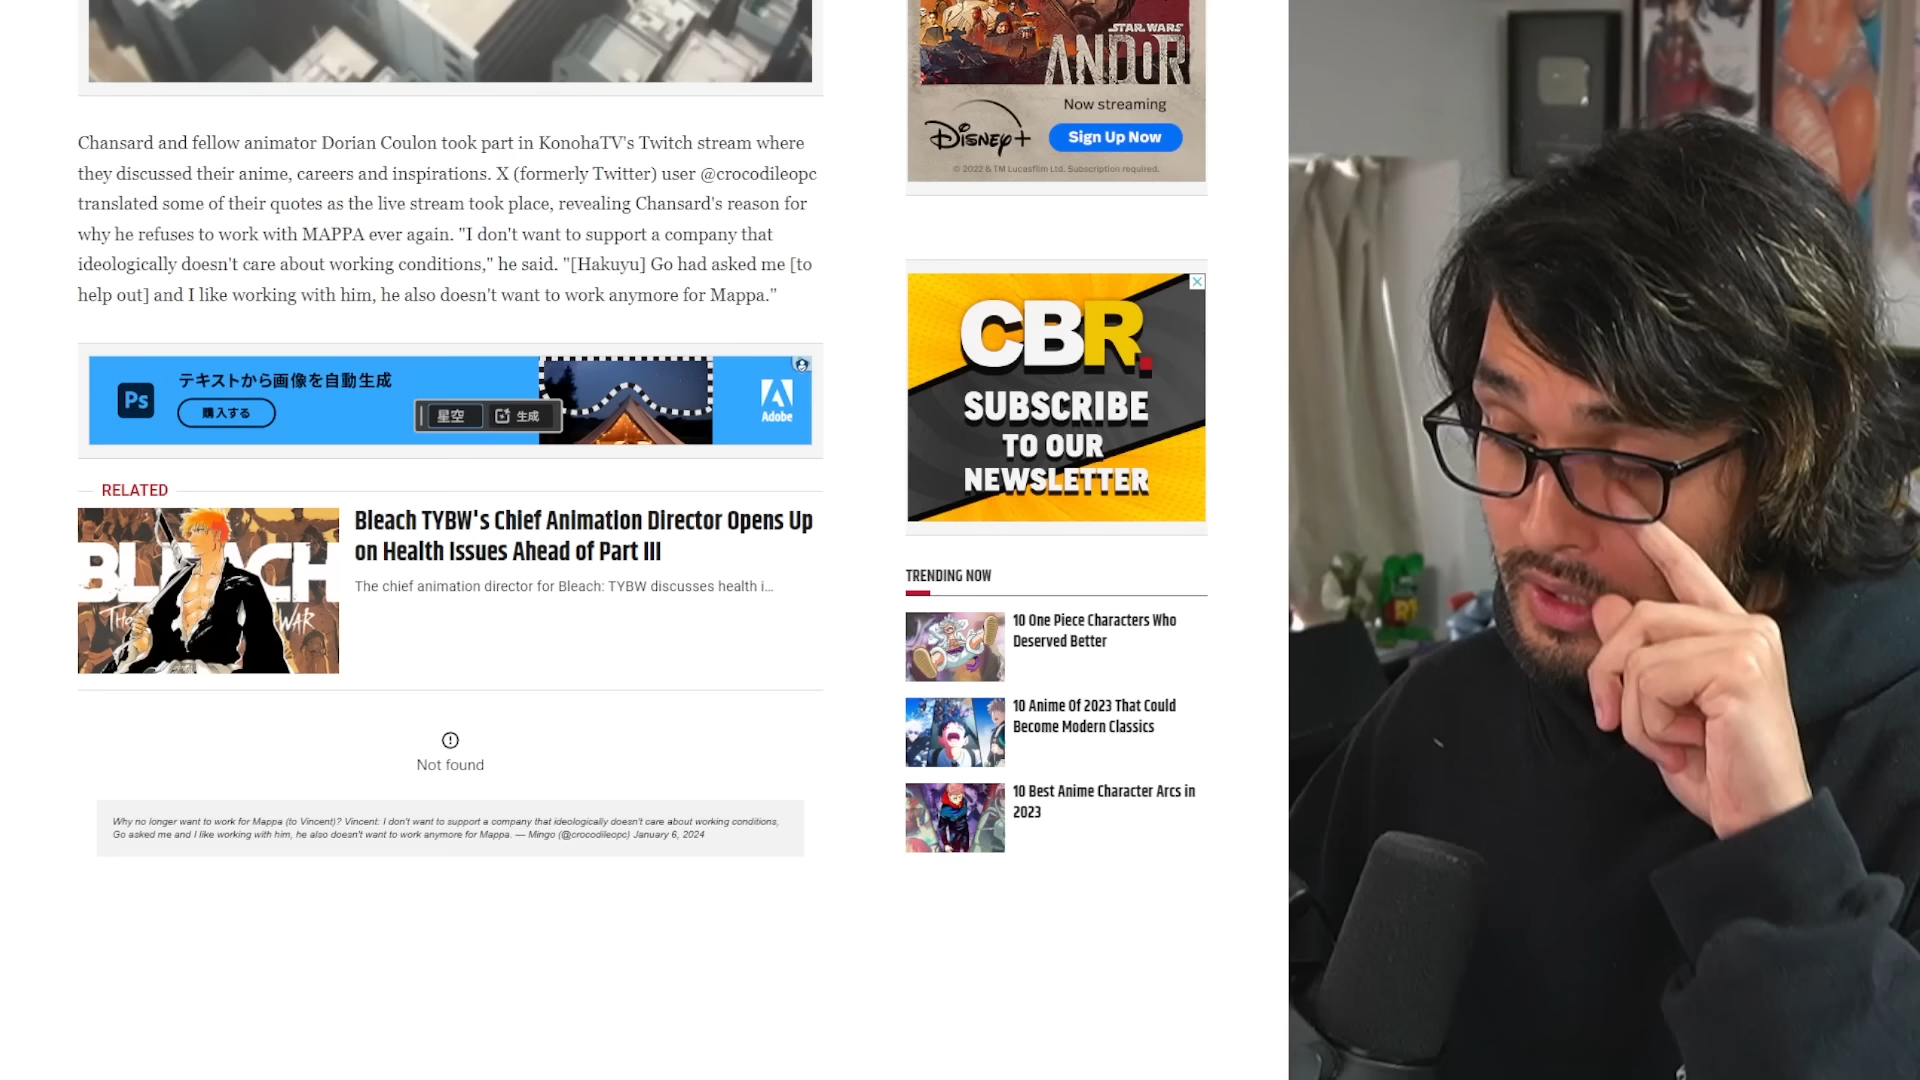 Chansard and fellow animator Dorian Coulon took part in KonohaTV's Twitch stream where
they discussed their anime, careers and inspirations. X (formerly Twitter) user @crocodileopc
translated some of their quotes as the live stream took place, revealing Chansard's reason for
why he refuses to work with MAPPA ever again. "I don't want to support a company that
ideologically doesn't care about working conditions," he said. "[Hakuyu] Go had asked me [to
help out] and I like working with him, he also doesn't want to work anymore for Mappa."
Ps
テキストから画像を自動生成
購入する
星空
生成
Adobe
RELATED
BLEACH
WAR
Bleach TYBW's Chief Animation Director Opens Up
on Health Issues Ahead of Part III
The chief animation director for Bleach: TYBW discusses health i...
Not found
Why no longer want to work for Mappa (to Vincent)? Vincent: I don't want to support a company that ideologically doesn't care about working conditions,
Go asked me and I like working with him, he also doesn't want to work anymore for Mappa. — Mingo (@crocodileopc) January 6, 2024
STAR WARS
ANDOR
Now streaming
Disney+
Sign Up Now
© 2022 & TM Lucasfilm Ltd. Subscription required.
CBR.
SUBSCRIBE
TO OUR
NEWSLETTER
TRENDING NOW
10 One Piece Characters Who
Deserved Better
10 Anime Of 2023 That Could
Become Modern Classics
10 Best Anime Character Arcs in
2023